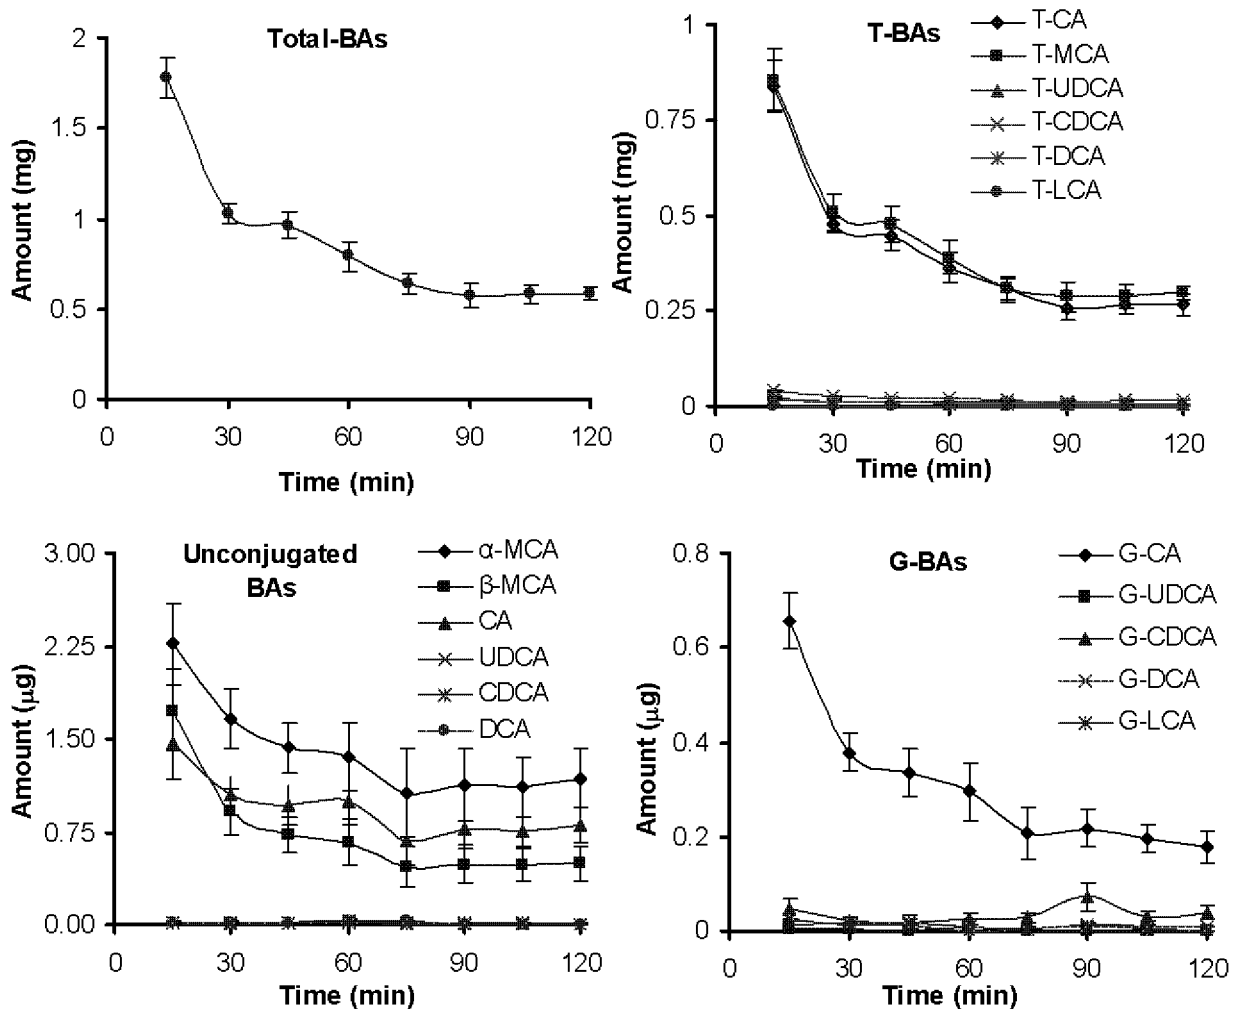 Total-BAs
2
1.5
1
0.5
0
Amount (mg)
0
30
60
90
120
Time (min)
T-BAs
T-CA
T-MCA
T-UDCA
T-CDCA
T-DCA
T-LCA
1
0.75
0.5
0.25
0
Amount (mg)
0
30
60
90
120
Time (min)
Unconjugated
BAs
α-MCA
β-MCA
CA
UDCA
CDCA
DCA
3.00
2.25
1.50
0.75
0.00
Amount (μg)
0
30
60
90
120
Time (min)
G-BAs
G-CA
G-UDCA
G-CDCA
G-DCA
G-LCA
0.8
0.6
0.4
0.2
0
Amount (μg)
0
30
60
90
120
Time (min)